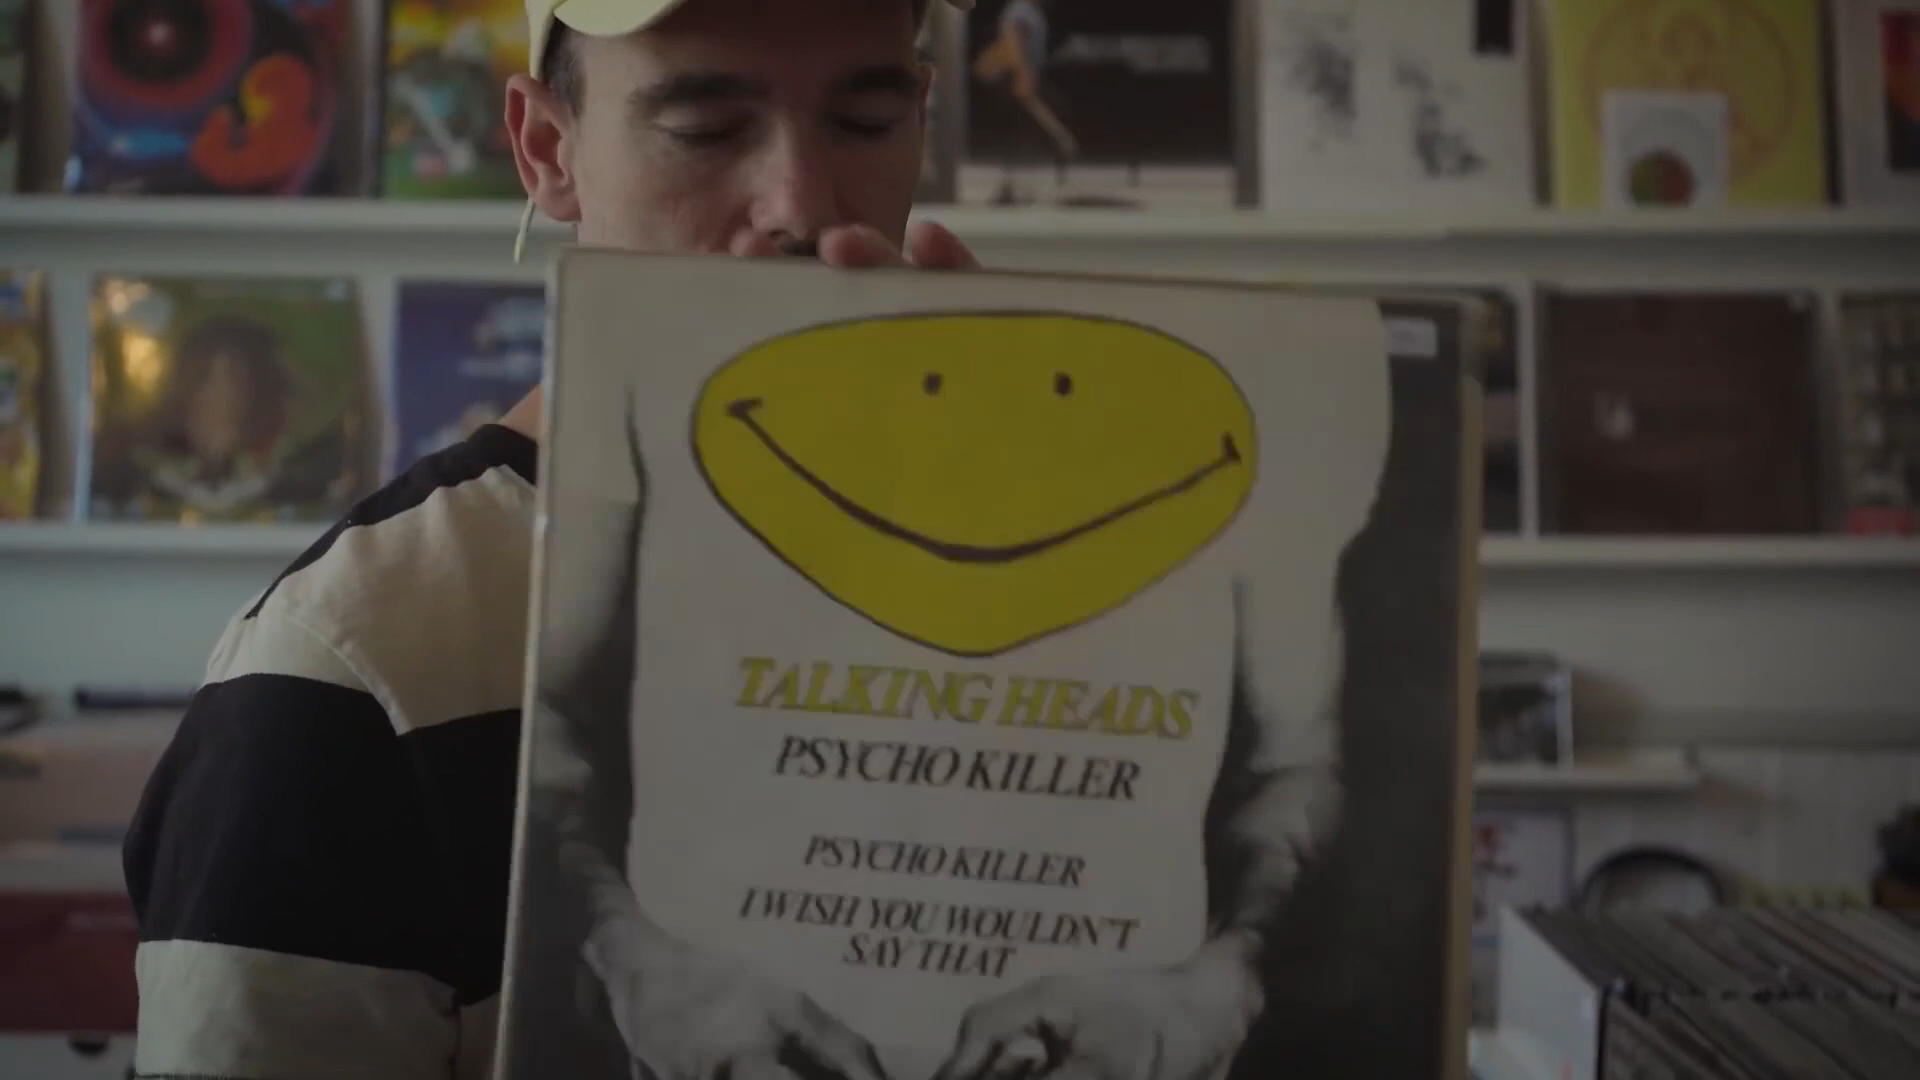 TALKING HEADS
PSYCHO KILLER
PSYCHO KILLER
I WISH YOU WOULDN'T
SAY THAT